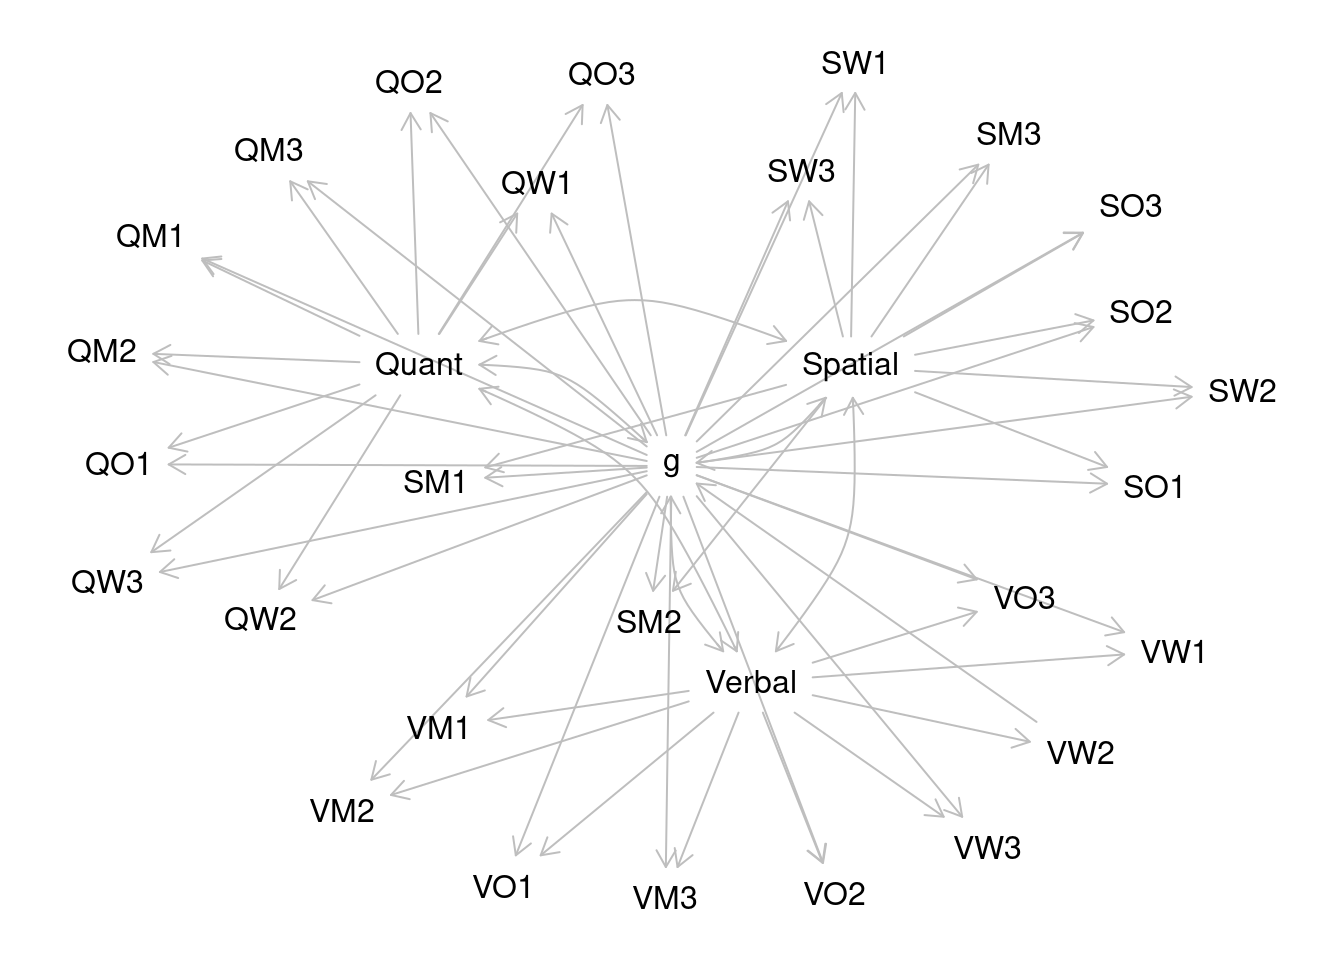 SW1
QO3
QO2
SM3
QM3
SW3
QW1
SO3
QM1
SO2
QM2
Quant
Spatial
SW2
g
QO1
SM1
SO1
QW3
VO3
QW2
SM2
VW1
Verbal
VM1
VW2
VM2
VW3
VO1
VO2
VM3